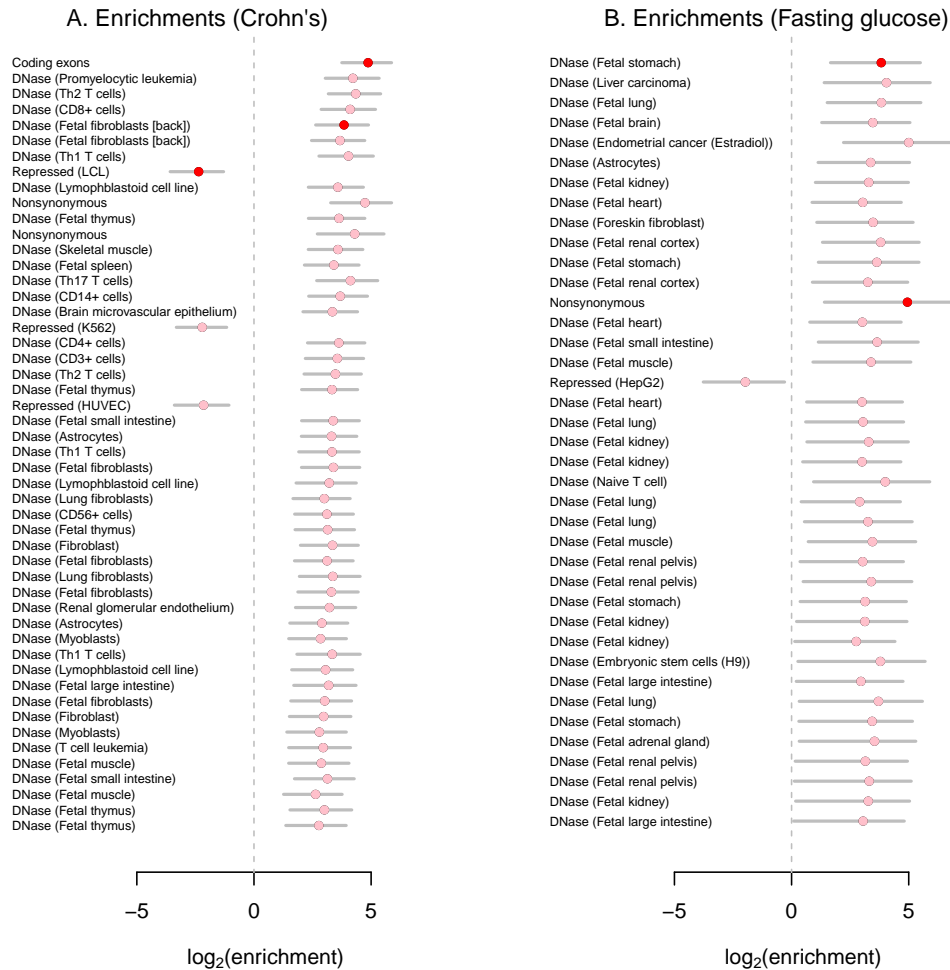 A. Enrichments (Crohn's)
Coding exons
DNase (Promyelocytic leukemia)
DNase (Th2 T cells)
DNase (CD8+ cells)
DNase (Fetal fibroblasts [back])
DNase (Fetal fibroblasts [back])
DNase (Th1 T cells)
Repressed (LCL)
DNase (Lymophblastoid cell line)
Nonsynonymous
DNase (Fetal thymus)
Nonsynonymous
DNase (Skeletal muscle)
DNase (Fetal spleen)
DNase (Th17 T cells)
DNase (CD14+ cells)
DNase (Brain microvascular epithelium)
Repressed (K562)
DNase (CD4+ cells)
DNase (CD3+ cells)
DNase (Th2 T cells)
DNase (Fetal thymus)
Repressed (HUVEC)
DNase (Fetal small intestine)
DNase (Astrocytes)
DNase (Th1 T cells)
DNase (Fetal fibroblasts)
DNase (Lymophblastoid cell line)
DNase (Lung fibroblasts)
DNase (CD56+ cells)
DNase (Fetal thymus)
DNase (Fibroblast)
DNase (Fetal fibroblasts)
DNase (Lung fibroblasts)
DNase (Fetal fibroblasts)
DNase (Renal glomerular endothelium)
DNase (Astrocytes)
DNase (Myoblasts)
DNase (Th1 T cells)
DNase (Lymophblastoid cell line)
DNase (Fetal large intestine)
DNase (Fetal fibroblasts)
DNase (Fibroblast)
DNase (Myoblasts)
DNase (T cell leukemia)
DNase (Fetal muscle)
DNase (Fetal small intestine)
DNase (Fetal muscle)
DNase (Fetal thymus)
DNase (Fetal thymus)
−5 0 5
log₂(enrichment)
B. Enrichments (Fasting glucose)
DNase (Fetal stomach)
DNase (Liver carcinoma)
DNase (Fetal lung)
DNase (Fetal brain)
DNase (Endometrial cancer (Estradiol))
DNase (Astrocytes)
DNase (Fetal kidney)
DNase (Fetal heart)
DNase (Foreskin fibroblast)
DNase (Fetal renal cortex)
DNase (Fetal stomach)
DNase (Fetal renal cortex)
Nonsynonymous
DNase (Fetal heart)
DNase (Fetal small intestine)
DNase (Fetal muscle)
Repressed (HepG2)
DNase (Fetal heart)
DNase (Fetal lung)
DNase (Fetal kidney)
DNase (Fetal kidney)
DNase (Naive T cell)
DNase (Fetal lung)
DNase (Fetal lung)
DNase (Fetal muscle)
DNase (Fetal renal pelvis)
DNase (Fetal renal pelvis)
DNase (Fetal stomach)
DNase (Fetal kidney)
DNase (Fetal kidney)
DNase (Embryonic stem cells (H9))
DNase (Fetal large intestine)
DNase (Fetal lung)
DNase (Fetal stomach)
DNase (Fetal adrenal gland)
DNase (Fetal renal pelvis)
DNase (Fetal renal pelvis)
DNase (Fetal kidney)
DNase (Fetal large intestine)
−5 0 5
log₂(enrichment)